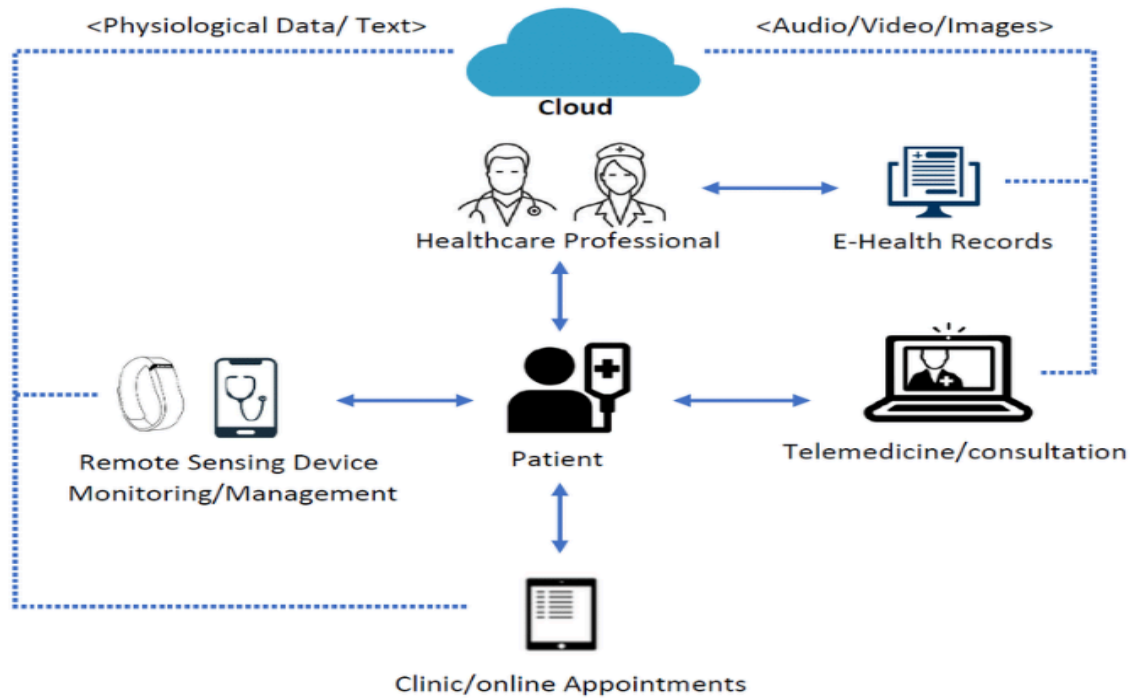 <Physiological Data/ Text>
<Audio/Video/Images>
Cloud
Healthcare Professional
E-Health Records
Remote Sensing Device
Monitoring/Management
Patient
Telemedicine/consultation
Clinic/online Appointments